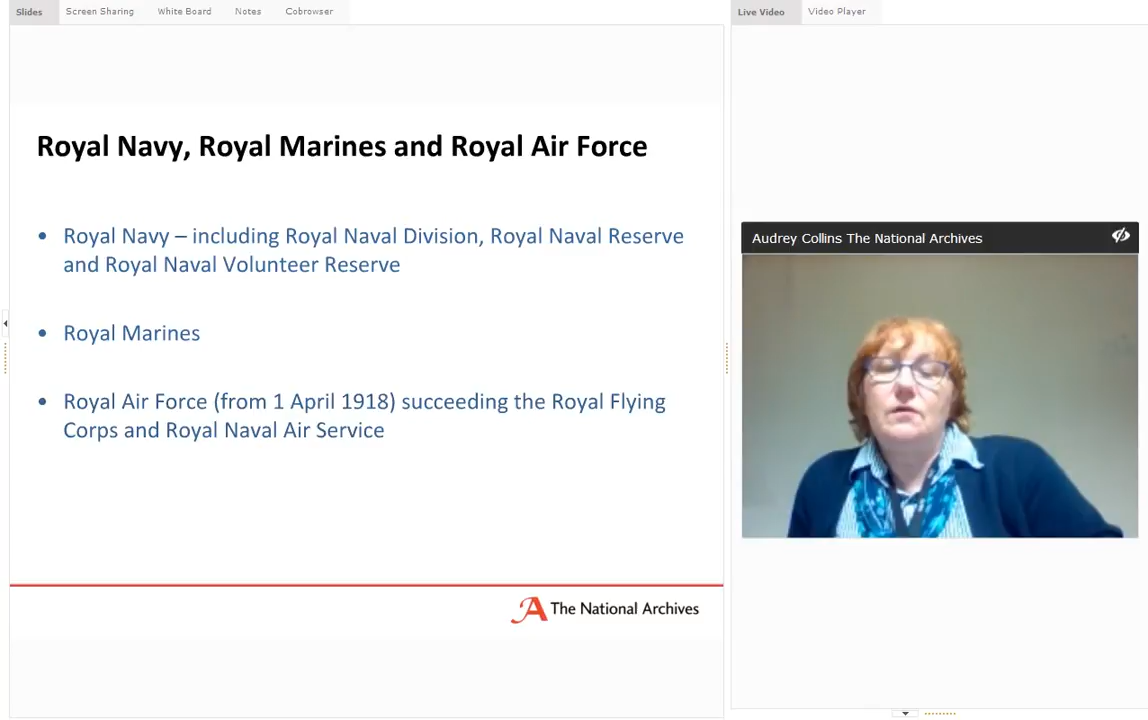 Slides
Screen Sharing
White Board
Notes
Cobrowser
Live Video
Video Player
Royal Navy, Royal Marines and Royal Air Force
• Royal Navy – including Royal Naval Division, Royal Naval Reserve
and Royal Naval Volunteer Reserve
• Royal Marines
• Royal Air Force (from 1 April 1918) succeeding the Royal Flying
Corps and Royal Naval Air Service
The National Archives
Audrey Collins The National Archives